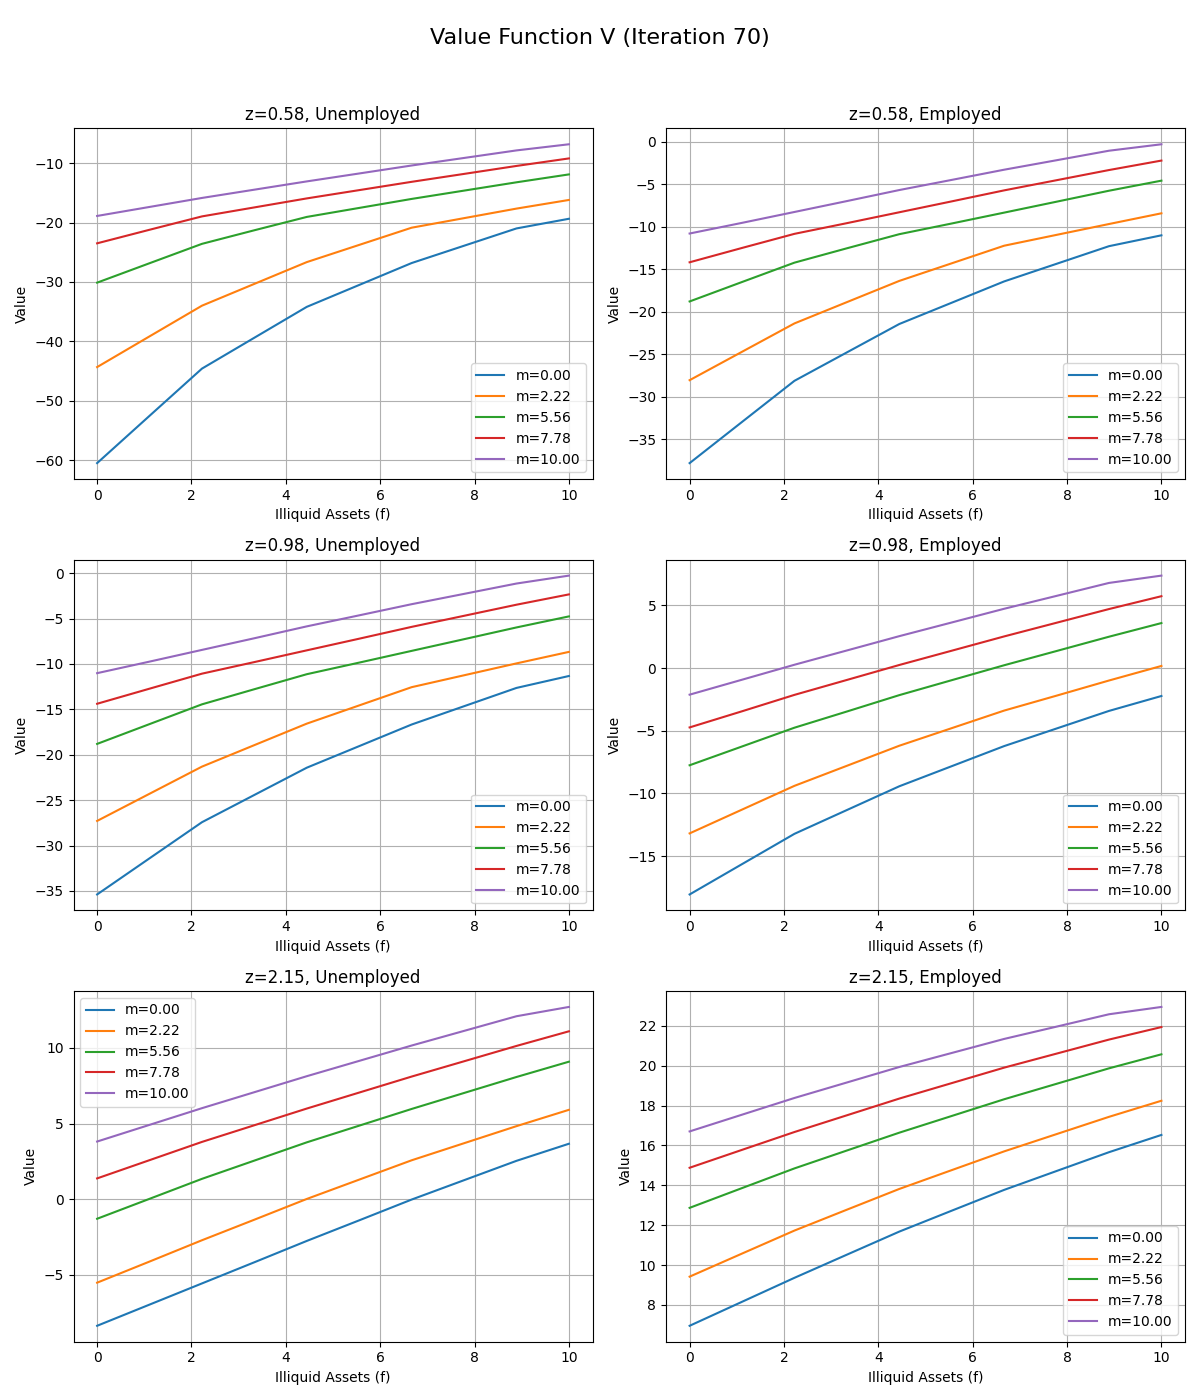 Value Function V (Iteration 70)
z=0.58, Unemployed
Value
−10
−20
−30
−40
−50
−60
0 2 4 6 8 10
Illiquid Assets (f)
m=0.00
m=2.22
m=5.56
m=7.78
m=10.00
z=0.58, Employed
Value
0
−5
−10
−15
−20
−25
−30
−35
0 2 4 6 8 10
Illiquid Assets (f)
m=0.00
m=2.22
m=5.56
m=7.78
m=10.00
z=0.98, Unemployed
Value
0
−5
−10
−15
−20
−25
−30
−35
0 2 4 6 8 10
Illiquid Assets (f)
m=0.00
m=2.22
m=5.56
m=7.78
m=10.00
z=0.98, Employed
Value
5
0
−5
−10
−15
0 2 4 6 8 10
Illiquid Assets (f)
m=0.00
m=2.22
m=5.56
m=7.78
m=10.00
z=2.15, Unemployed
Value
10
5
0
−5
0 2 4 6 8 10
Illiquid Assets (f)
m=0.00
m=2.22
m=5.56
m=7.78
m=10.00
z=2.15, Employed
Value
22
20
18
16
14
12
10
8
0 2 4 6 8 10
Illiquid Assets (f)
m=0.00
m=2.22
m=5.56
m=7.78
m=10.00